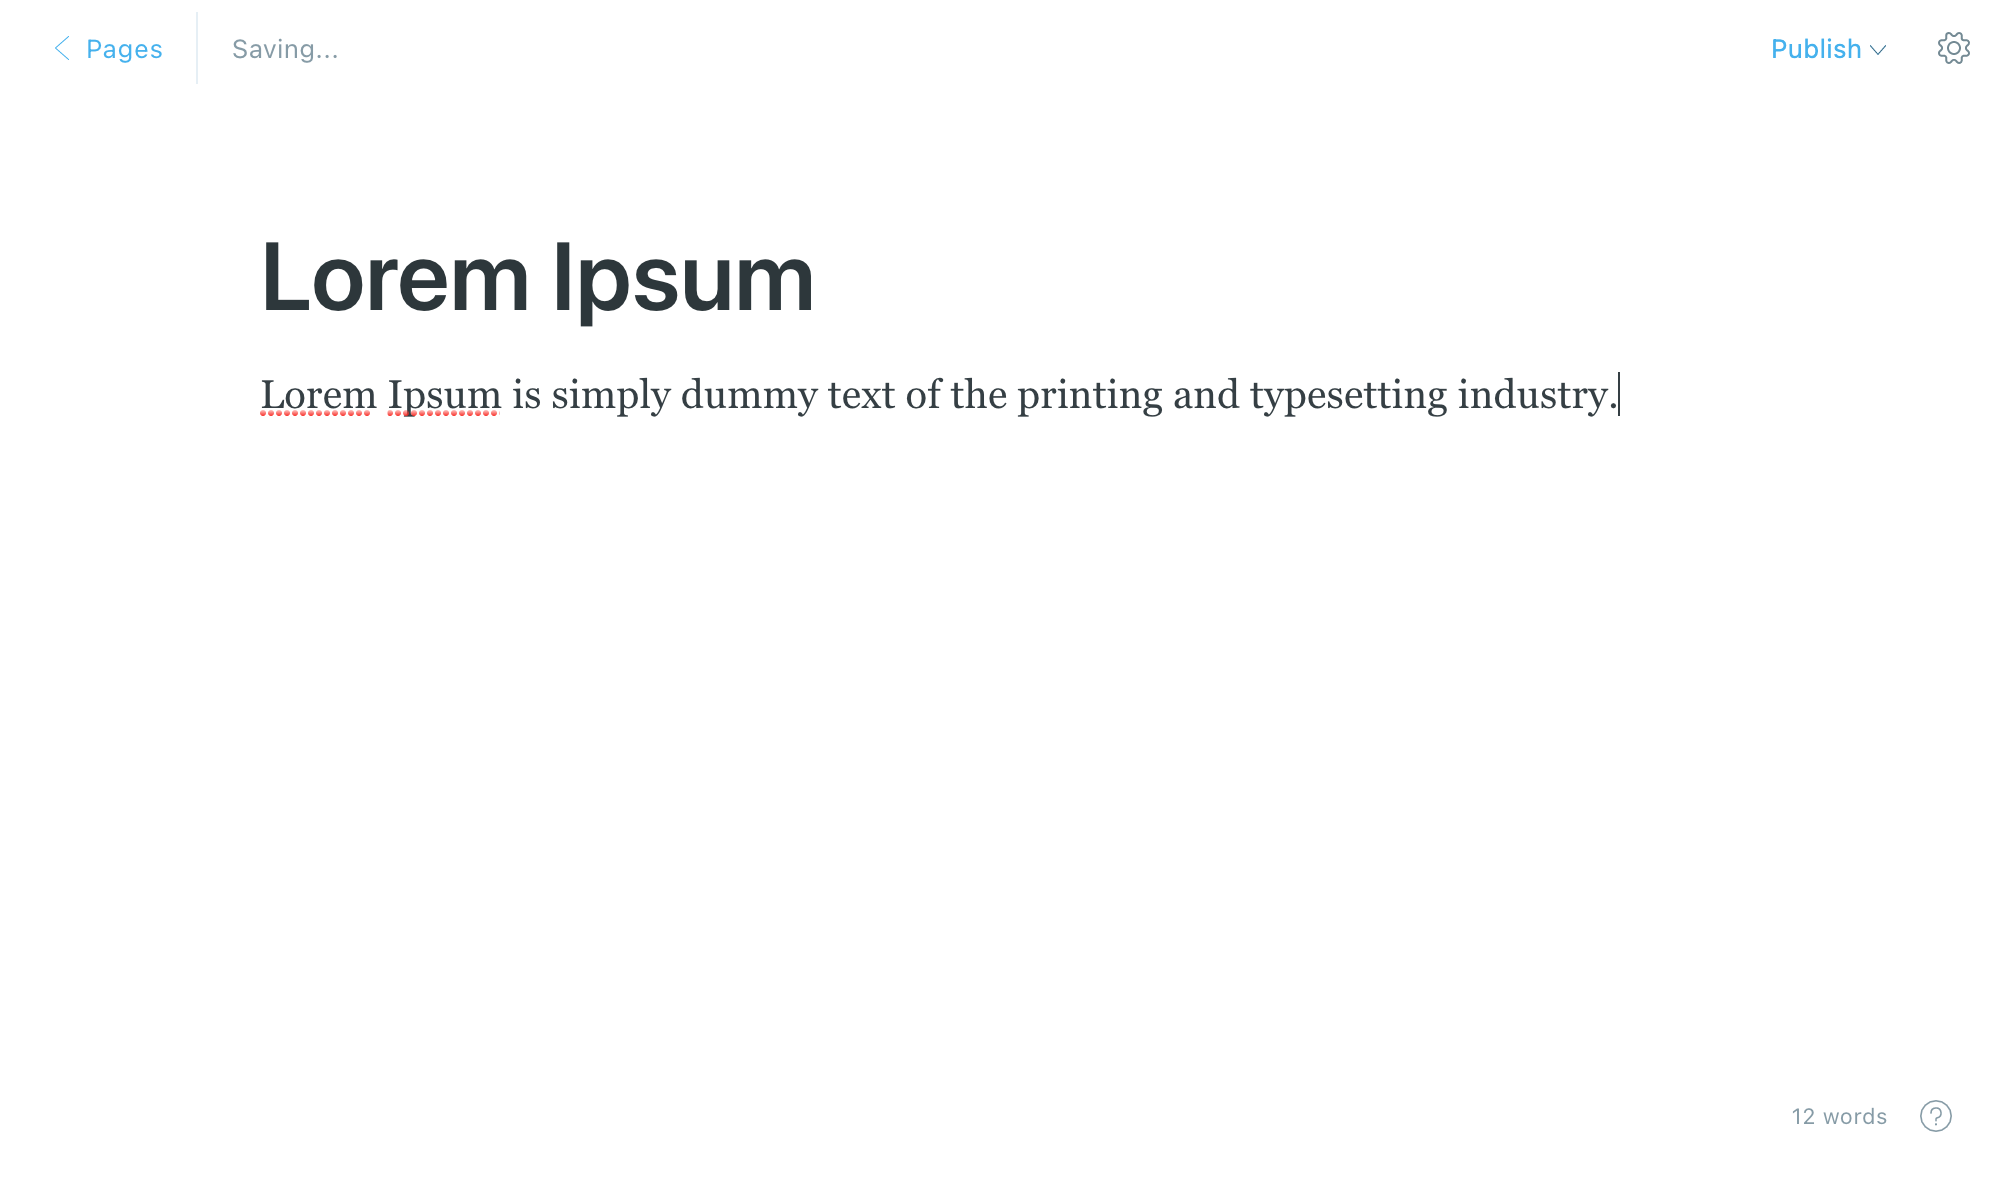 Pages
Saving...
Publish
Lorem Ipsum
Lorem Ipsum is simply dummy text of the printing and typesetting industry.
12 words
?